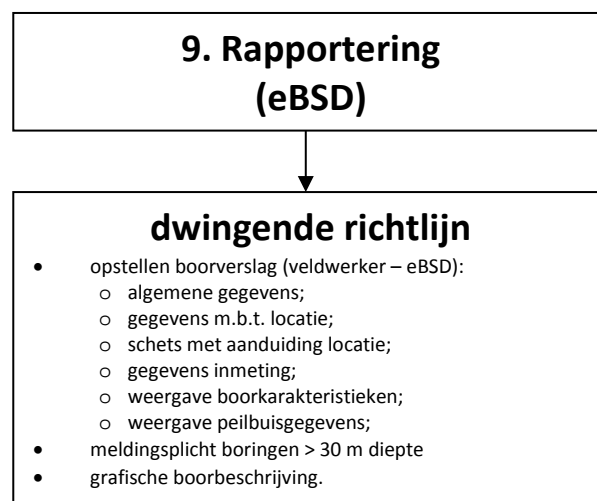 9. Rapportering
(eBSD)
dwingende richtlijn
• opstellen boorverslag (veldwerker – eBSD):
o algemene gegevens;
o gegevens m.b.t. locatie;
o schets met aanduiding locatie;
o gegevens inmeting;
o weergave boorkarakteristieken;
o weergave peilbuisgegevens;
• meldingsplicht boringen > 30 m diepte
• grafische boorbeschrijving.